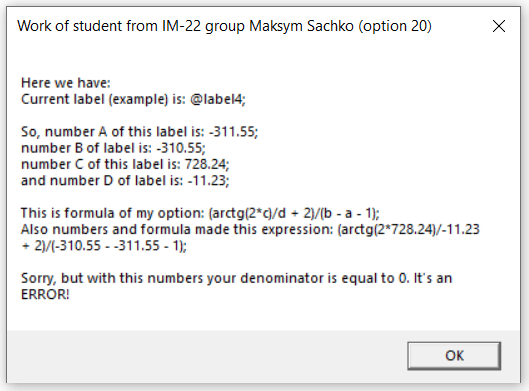 Work of student from IM-22 group Maksym Sachko (option 20)
Here we have:
Current label (example) is: @label4;
So, number A of this label is: -311.55;
number B of label is: -310.55;
number C of this label is: 728.24;
and number D of label is: -11.23;
This is formula of my option: (arctg(2*c)/d + 2)/(b - a - 1);
Also numbers and formula made this expression: (arctg(2*728.24)/-11.23
+ 2)/(-310.55 - -311.55 - 1);
Sorry, but with this numbers your denominator is equal to 0. It's an
ERROR!
OK